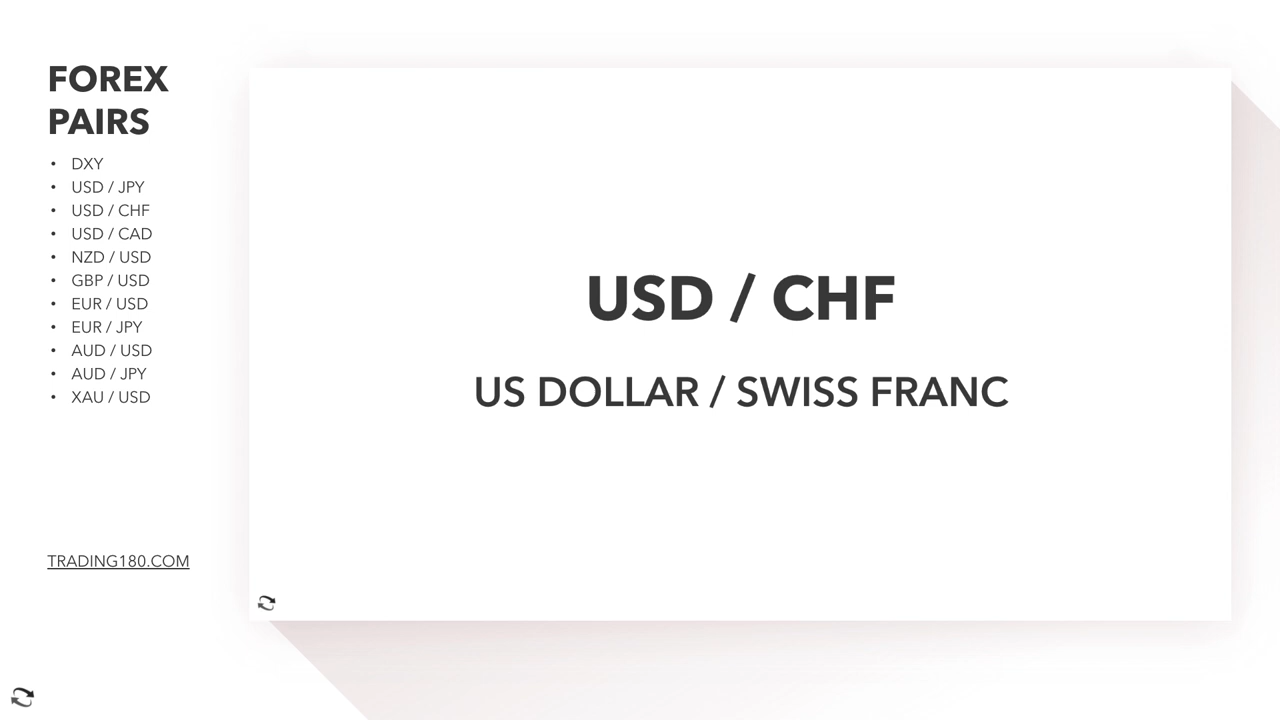 FOREX
PAIRS
• DXY
• USD / JPY
• USD / CHF
• USD / CAD
• NZD / USD
• GBP / USD
• EUR / USD
• EUR / JPY
• AUD / USD
• AUD / JPY
• XAU / USD
TRADING180.COM
USD / CHF
US DOLLAR / SWISS FRANC